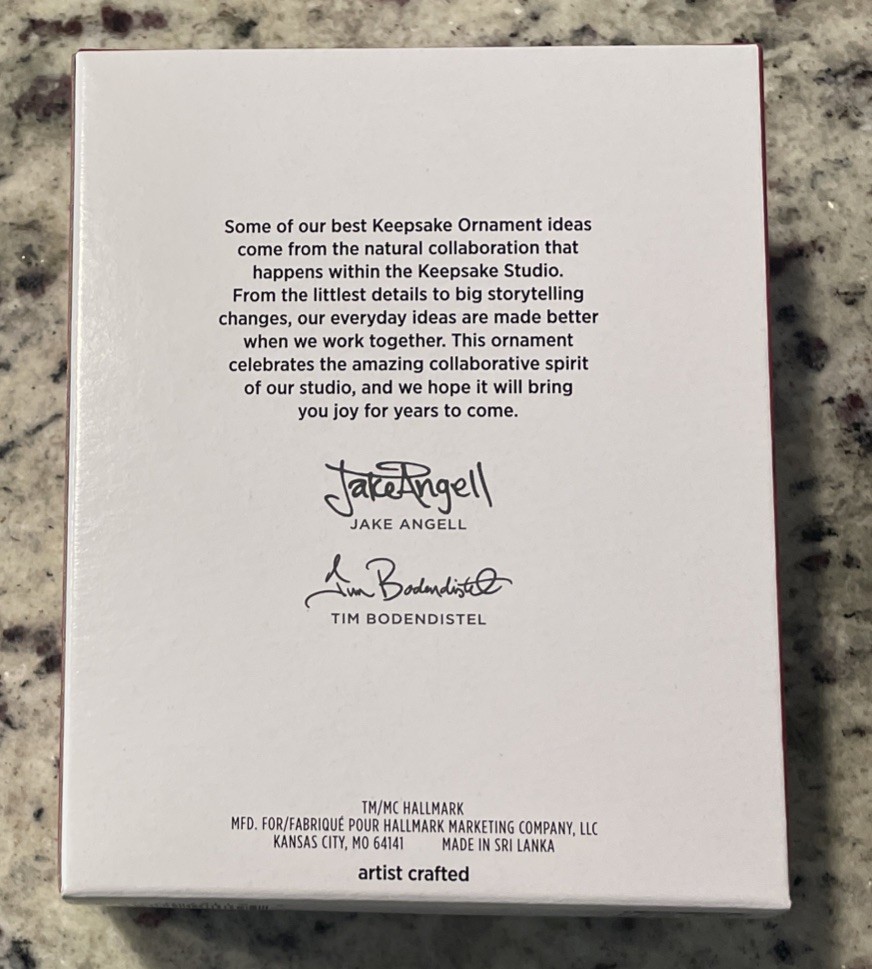 Some of our best Keepsake Ornament ideas
come from the natural collaboration that
happens within the Keepsake Studio.
From the littlest details to big storytelling
changes, our everyday ideas are made better
when we work together. This ornament
celebrates the amazing collaborative spirit
of our studio, and we hope it will bring
you joy for years to come.
Jake Angell
JAKE ANGELL
Tim Bodendistel
TIM BODENDISTEL
TM/MC HALLMARK
MFD. FOR/FABRIQUÉ POUR HALLMARK MARKETING COMPANY, LLC
KANSAS CITY, MO 64141 MADE IN SRI LANKA
artist crafted